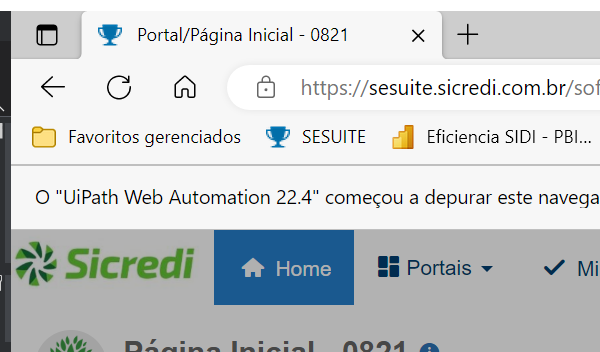 Portal/Página Inicial - 0821
https://sesuite.sicredi.com.br/sof
Favoritos gerenciados SESUITE Eficiencia SIDI - PBI...
O "UiPath Web Automation 22.4" começou a depurar este navega
Sicredi Home Portais Mi
Página Inicial - 0821